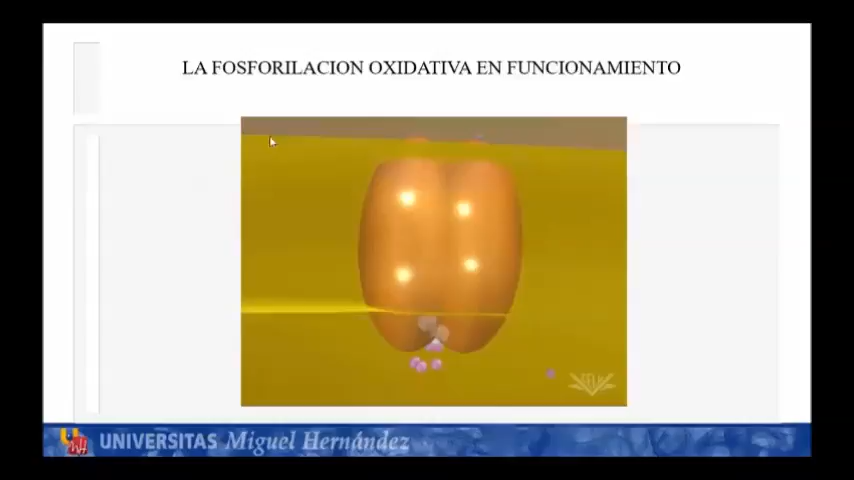 LA FOSFORILACION OXIDATIVA EN FUNCIONAMIENTO
UNIVERSITAS Miguel Hernández